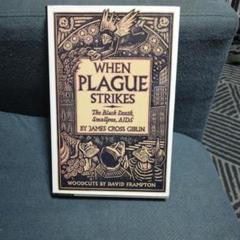 WHEN
PLAGUE
STRIKES
The Black Death,
Smallpox, AIDS
BY JAMES CROSS GIBLIN
WOODCUTS BY DAVID FRAMPTON